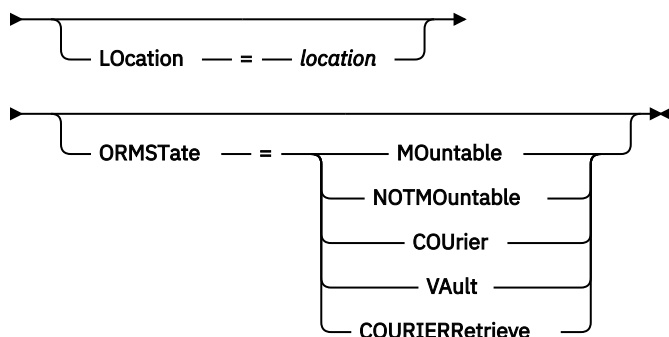 LOcation = location
ORMSTate = MOuntable
NOTMOuntable
COUrier
VAult
COURIERRetrieve